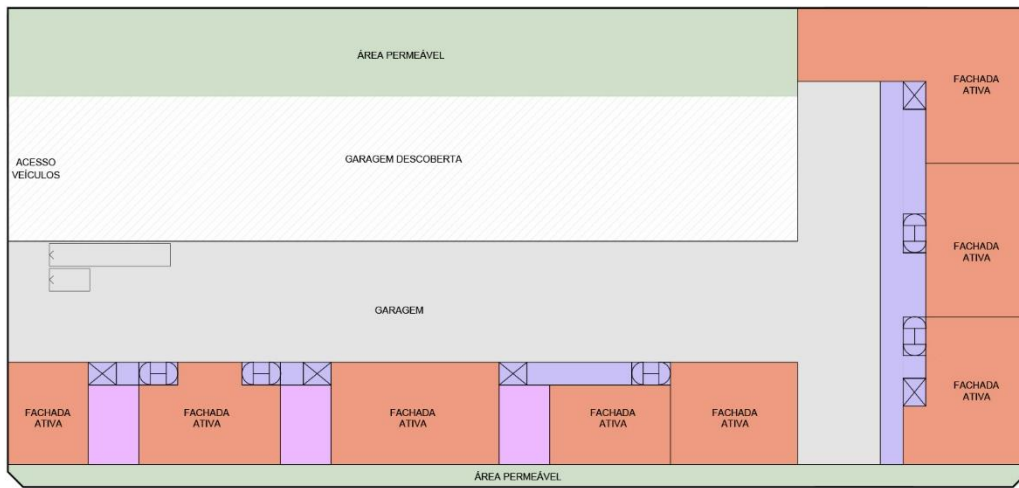 ÁREA PERMEÁVEL
FACHADA
ATIVA
ACESSO
VEÍCULOS
GARAGEM DESCOBERTA
FACHADA
ATIVA
GARAGEM
FACHADA
ATIVA
FACHADA
ATIVA
FACHADA
ATIVA
FACHADA
ATIVA
FACHADA
ATIVA
FACHADA
ATIVA
ÁREA PERMEÁVEL